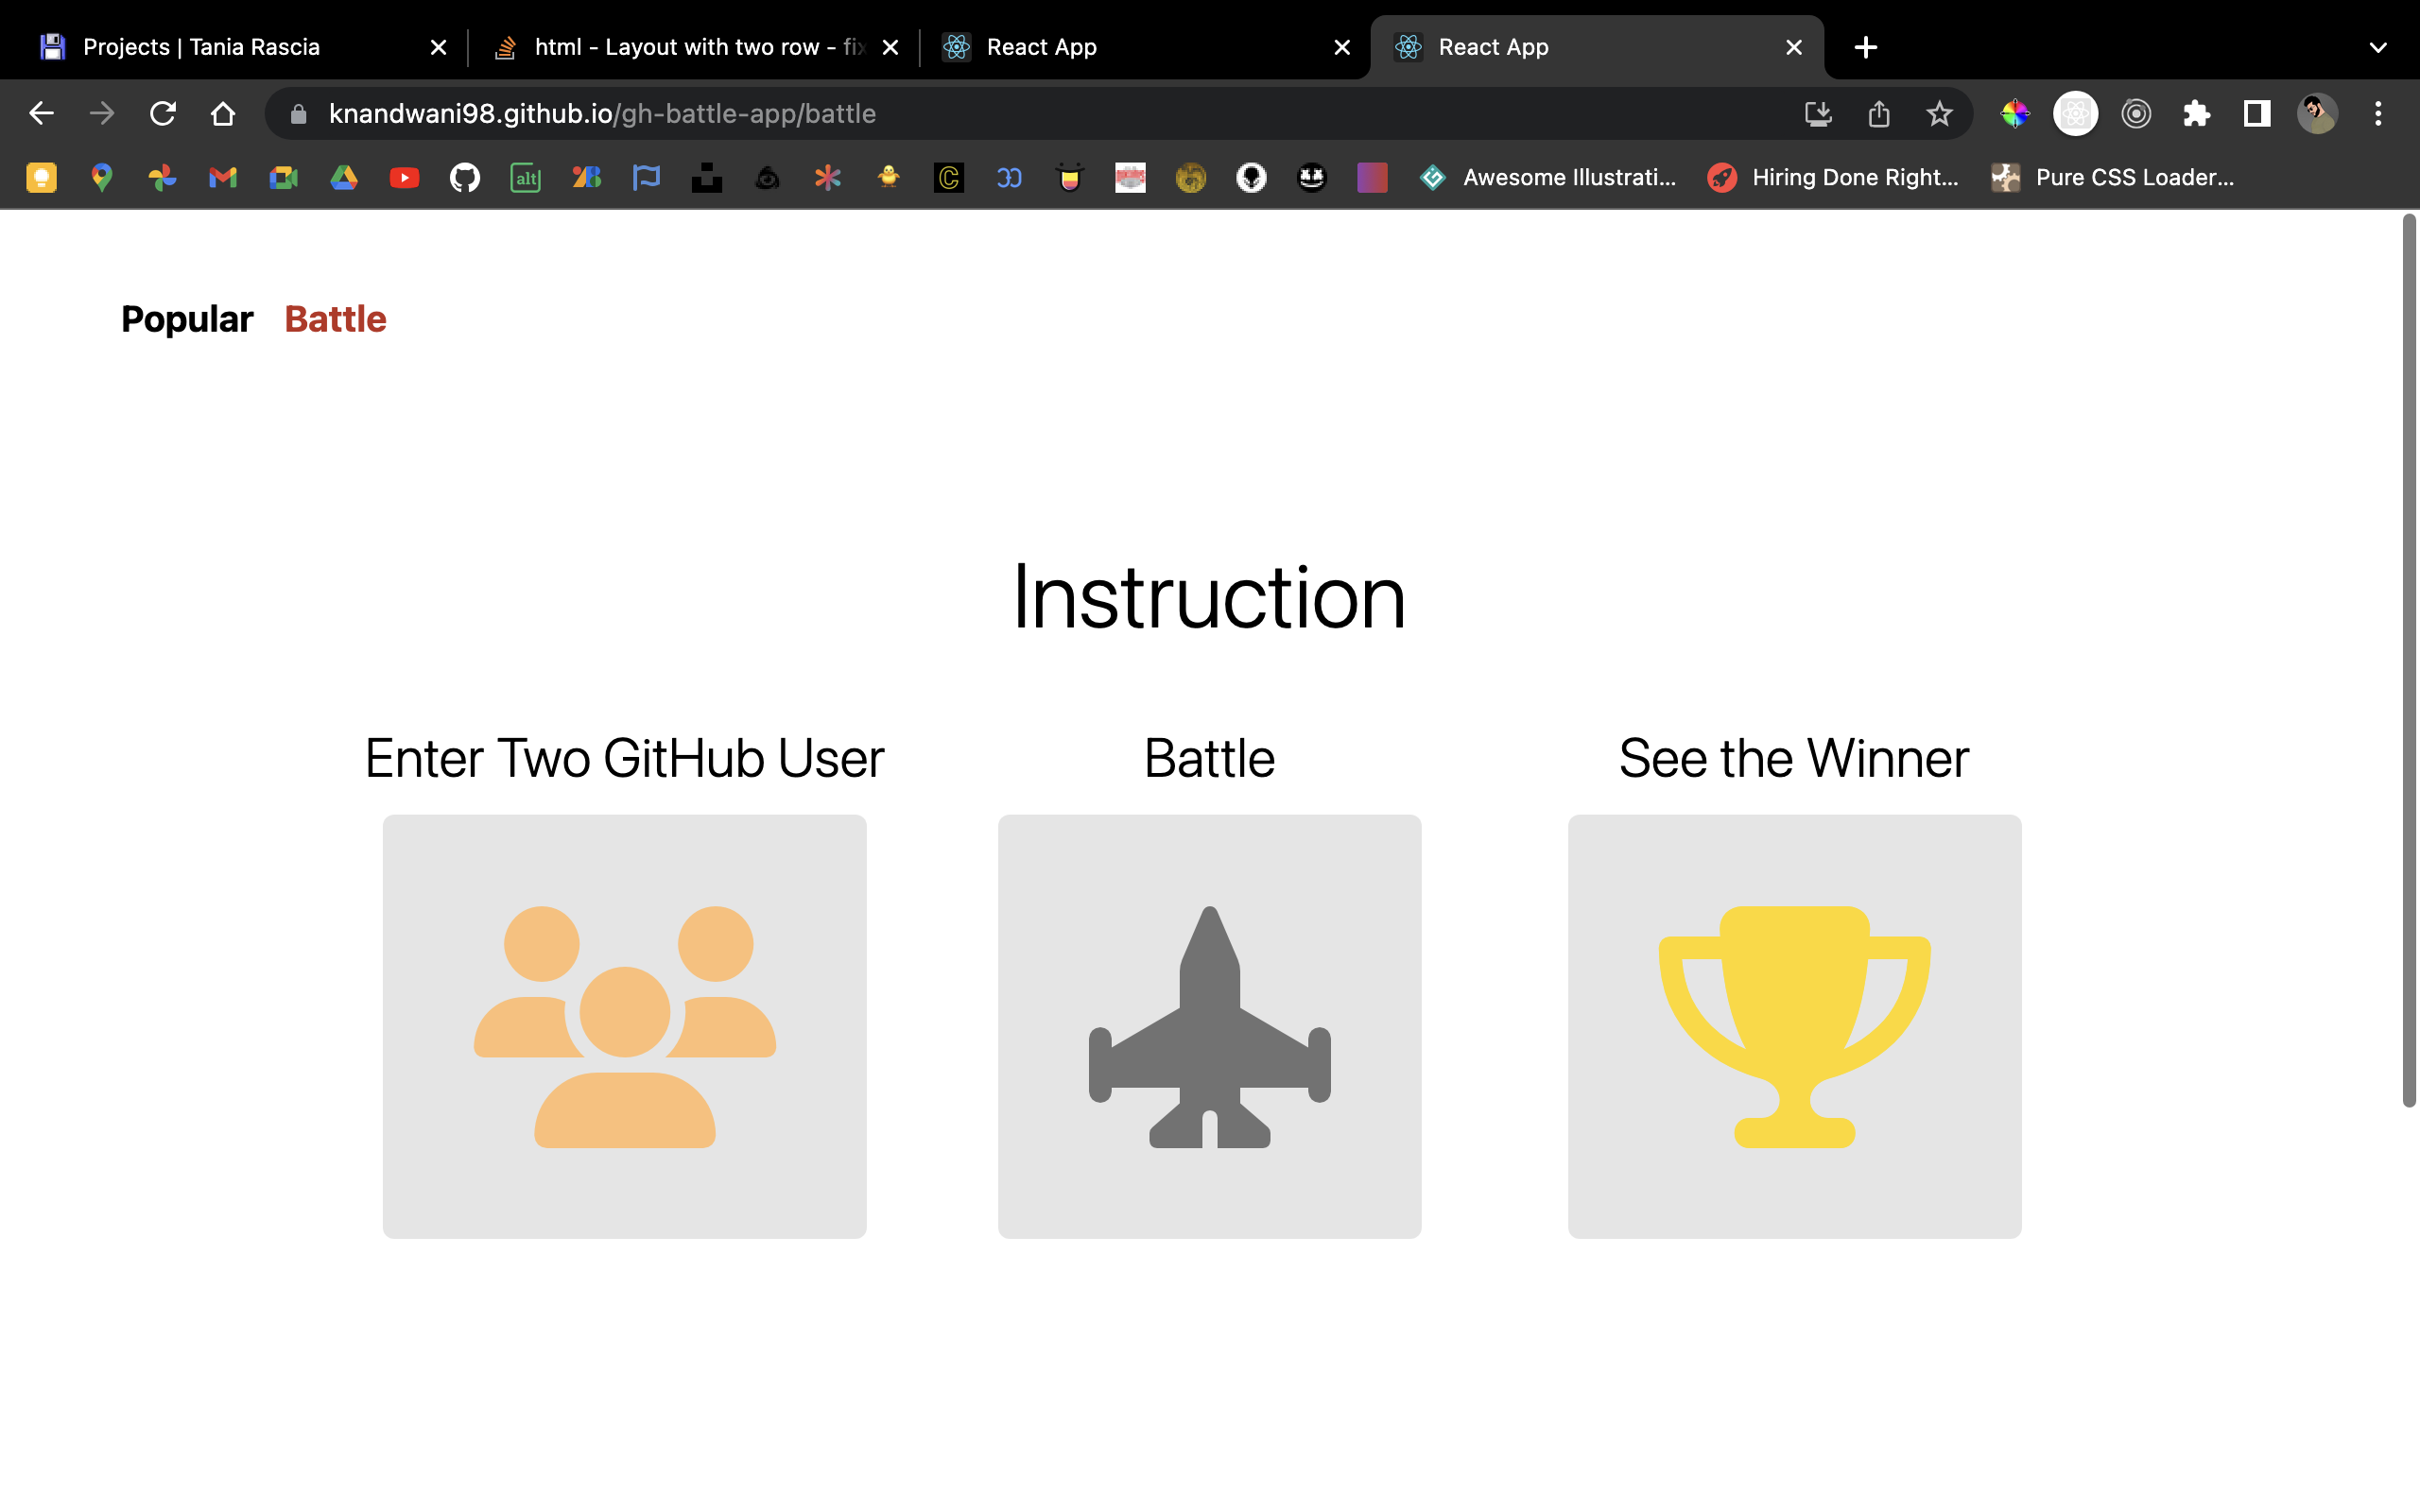 Projects | Tania Rascia
html - Layout with two row - fix
React App
React App
knandwani98.github.io/gh-battle-app/battle
alt
C
Awesome Illustrati...
Hiring Done Right...
Pure CSS Loader...
Popular Battle
Instruction
Enter Two GitHub User
Battle
See the Winner